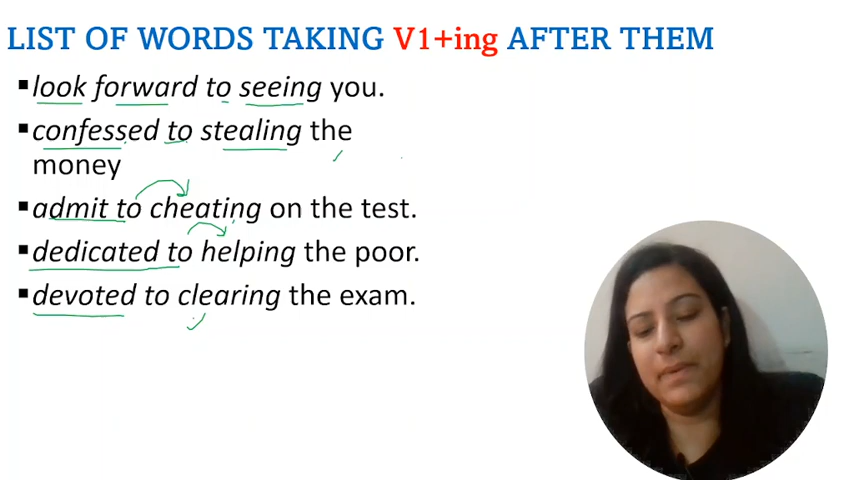 LIST OF WORDS TAKING V1+ing AFTER THEM
▪look forward to seeing you.
▪confessed to stealing the
money
▪admit to cheating on the test.
▪dedicated to helping the poor.
▪devoted to clearing the exam.